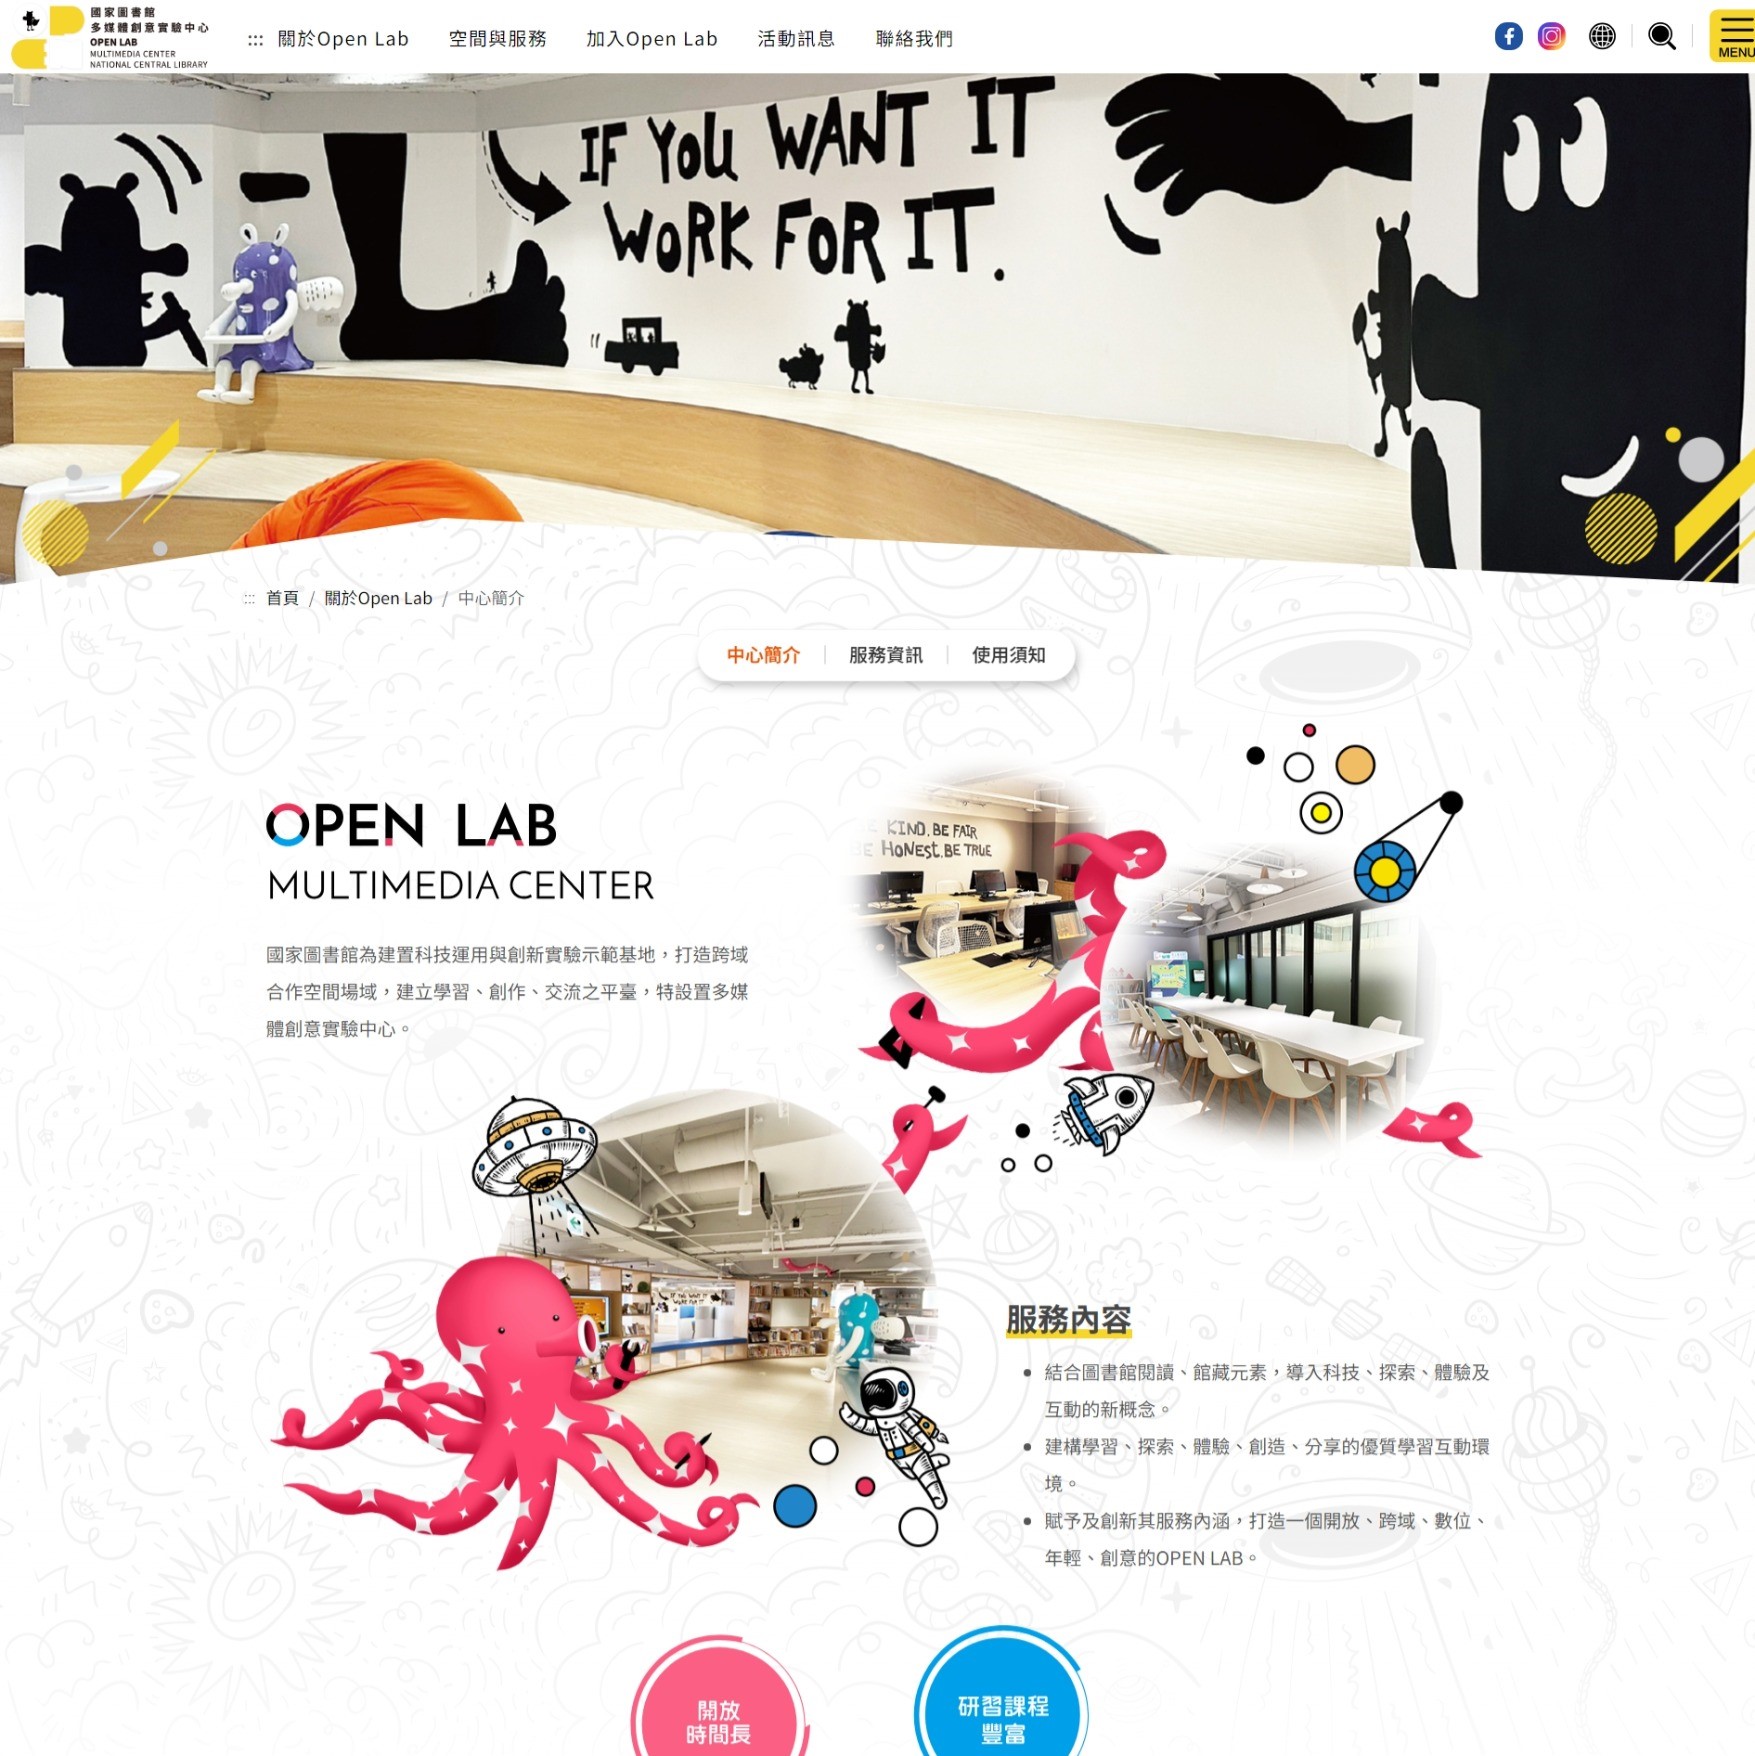 國家圖書館
多媒體創意實驗中心
OPEN LAB
MULTIMEDIA CENTER
NATIONAL CENTRAL LIBRARY
關於Open Lab
空間與服務
加入Open Lab
活動訊息
聯絡我們
MENU
IF YOU WANT IT
WORK FOR IT.
首頁 / 關於Open Lab / 中心簡介
中心簡介 | 服務資訊 | 使用須知
OPEN LAB
MULTIMEDIA CENTER
國家圖書館為建置科技運用與創新實驗示範基地，打造跨域
合作空間場域，建立學習、創作、交流之平臺，特設置多媒
體創意實驗中心。
KIND. BE FAIR
HONEST. BE TRUE
IF YOU WANT IT
WORK FOR IT.
服務內容
結合圖書館閱讀、館藏元素，導入科技、探索、體驗及
互動的新概念。
建構學習、探索、體驗、創造、分享的優質學習互動環
境。
賦予及創新其服務內涵，打造一個開放、跨域、數位、
年輕、創意的OPEN LAB。
開放
時間長
研習課程
豐富